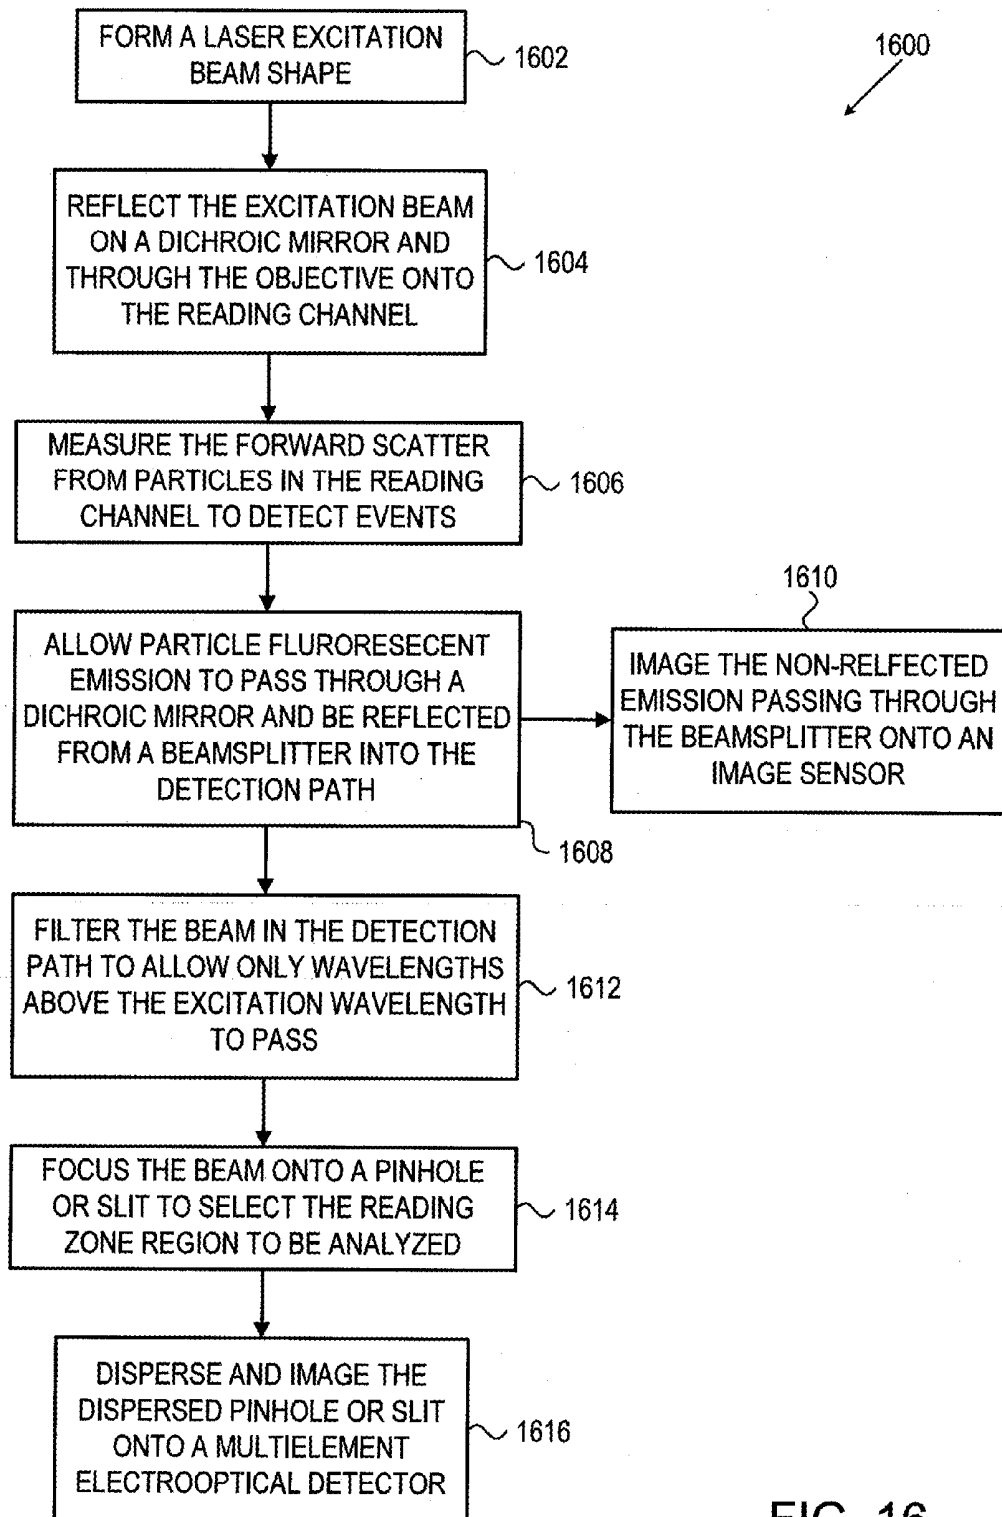 FORM A LASER EXCITATION
BEAM SHAPE
1602
1600
REFLECT THE EXCITATION BEAM
ON A DICHROIC MIRROR AND
THROUGH THE OBJECTIVE ONTO
THE READING CHANNEL
1604
MEASURE THE FORWARD SCATTER
FROM PARTICLES IN THE READING
CHANNEL TO DETECT EVENTS
1606
ALLOW PARTICLE FLURORESECENT
EMISSION TO PASS THROUGH A
DICHROIC MIRROR AND BE REFLECTED
FROM A BEAMSPLITTER INTO THE
DETECTION PATH
1608
1610
IMAGE THE NON-RELFECTED
EMISSION PASSING THROUGH
THE BEAMSPLITTER ONTO AN
IMAGE SENSOR
FILTER THE BEAM IN THE DETECTION
PATH TO ALLOW ONLY WAVELENGTHS
ABOVE THE EXCITATION WAVELENGTH
TO PASS
1612
FOCUS THE BEAM ONTO A PINHOLE
OR SLIT TO SELECT THE READING
ZONE REGION TO BE ANALYZED
1614
DISPERSE AND IMAGE THE
DISPERSED PINHOLE OR SLIT
ONTO A MULTIELEMENT
ELECTROOPTICAL DETECTOR
1616
FIG. 16